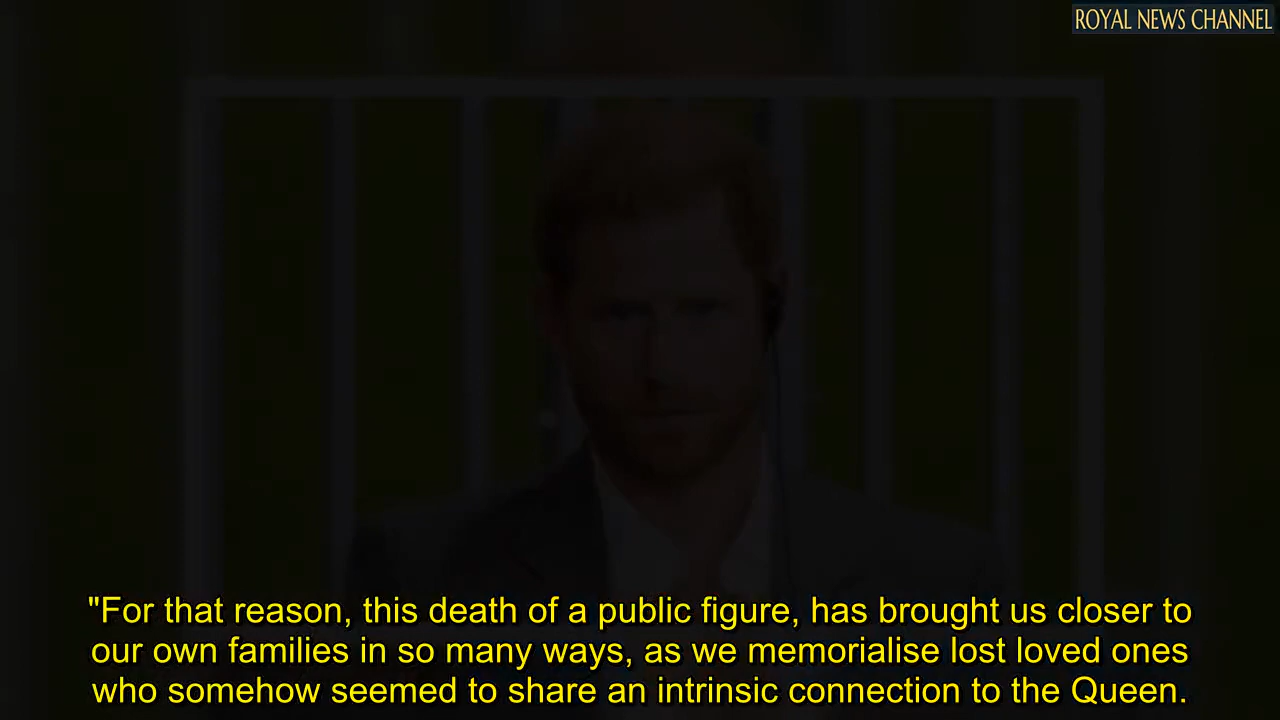 ROYAL NEWS CHANNEL
"For that reason, this death of a public figure, has brought us closer to
our own families in so many ways, as we memorialise lost loved ones
who somehow seemed to share an intrinsic connection to the Queen.